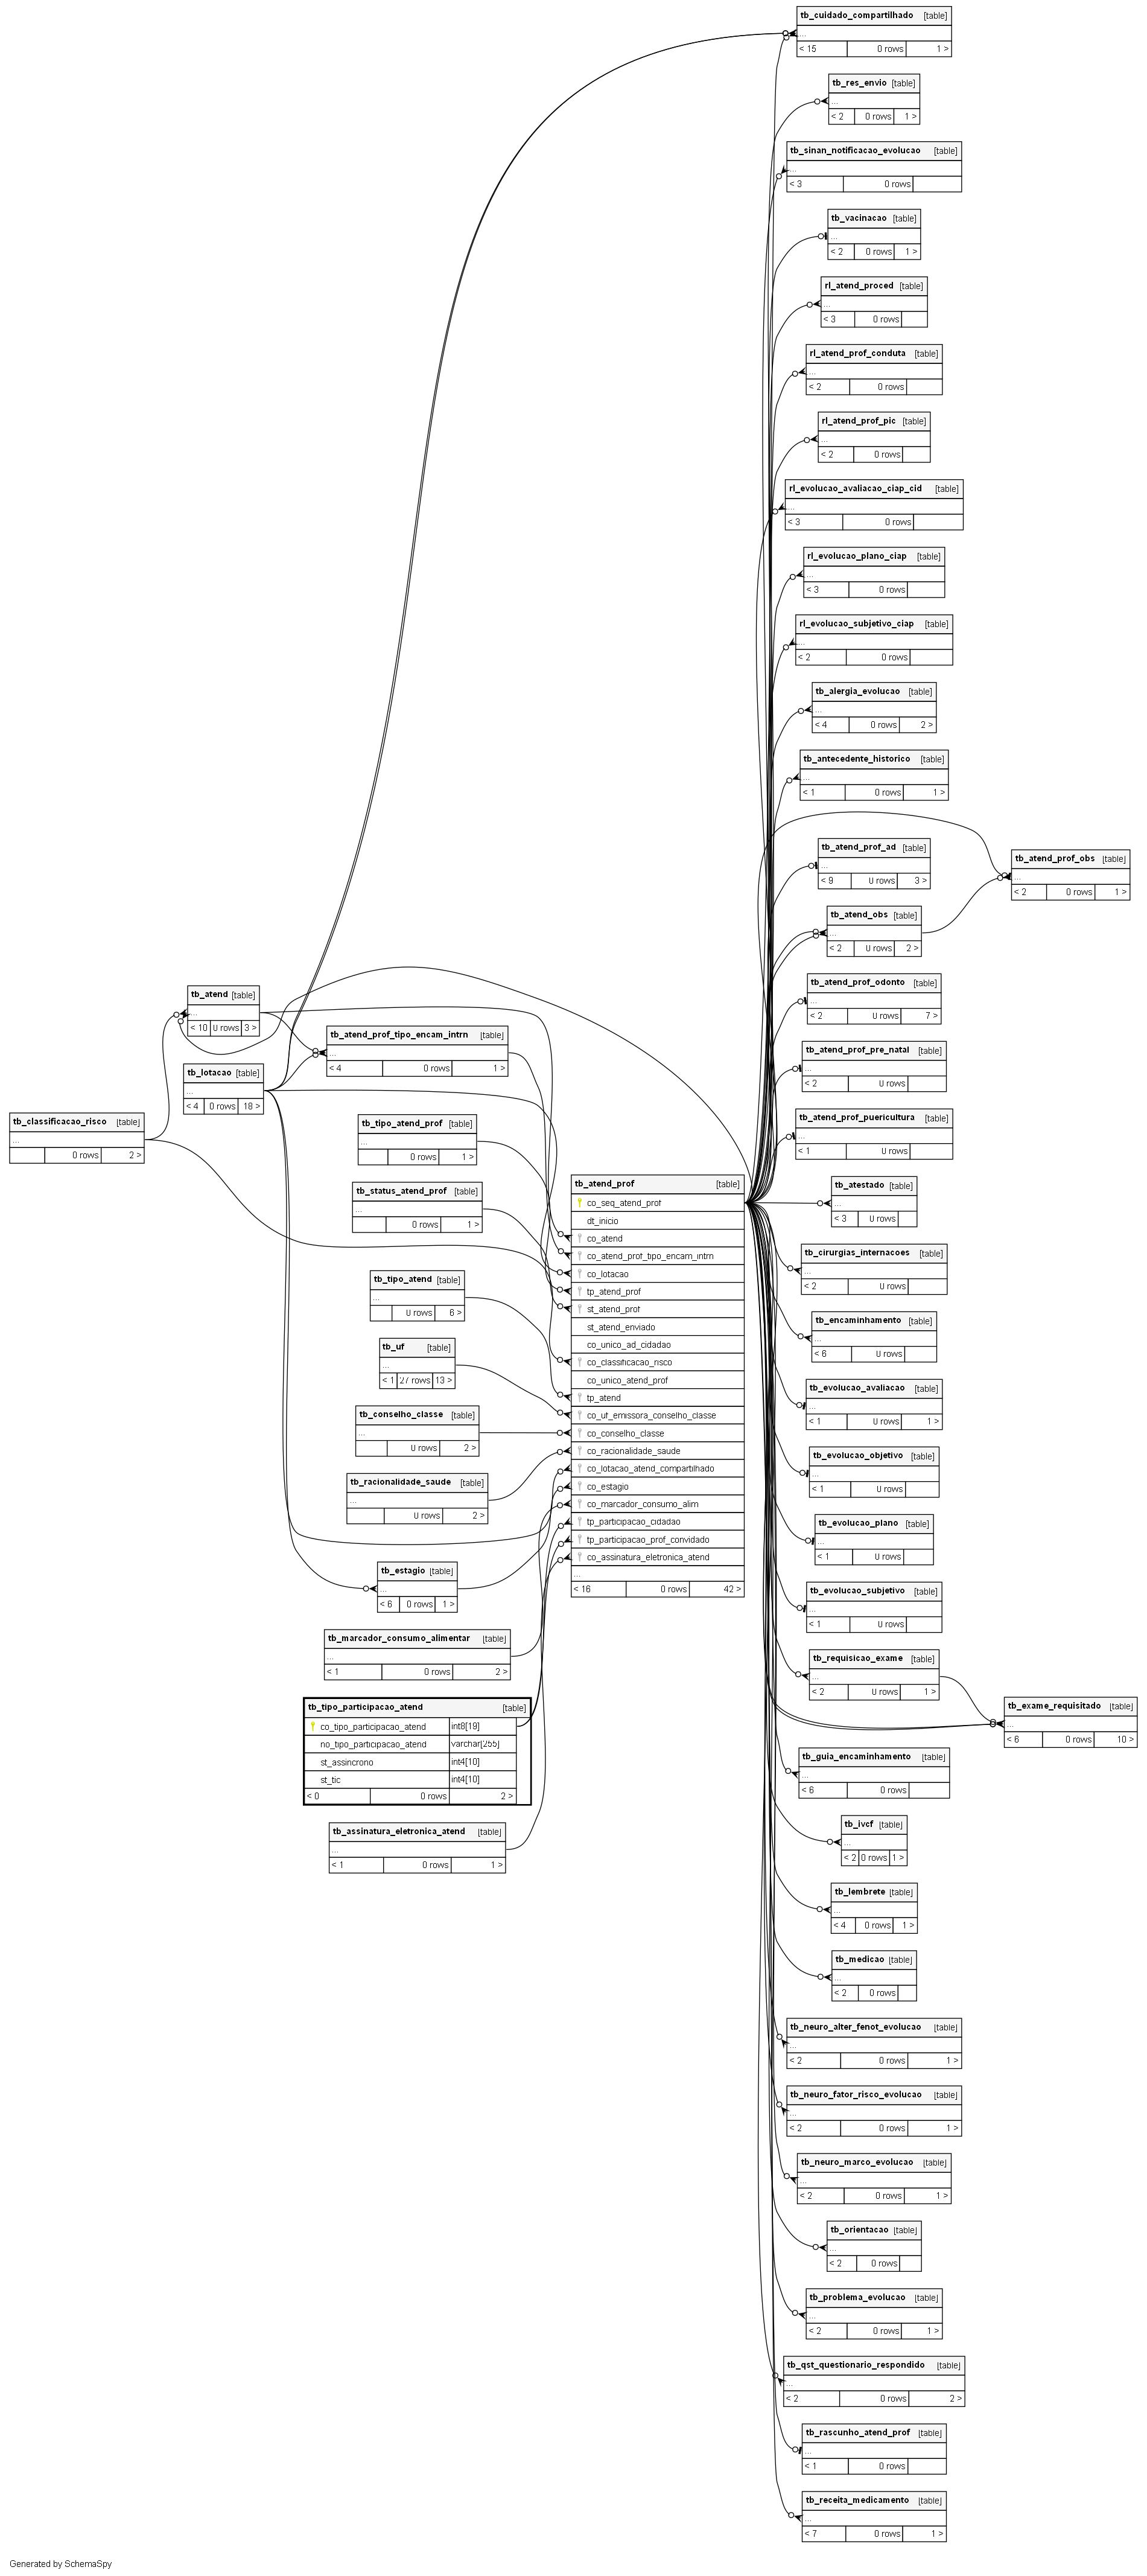 tb_cuidado_compartilhado [table]
...
< 15 0 rows 1 >
tb_res_envio [table]
...
< 2 0 rows 1 >
tb_sinan_notificacao_evolucao [table]
...
< 3 0 rows
tb_vacinacao [table]
...
< 2 0 rows 1 >
rl_atend_proced [table]
...
< 3 0 rows
rl_atend_prof_conduta [table]
...
< 2 0 rows
rl_atend_prof_pic [table]
...
< 2 0 rows
rl_evolucao_avaliacao_ciap_cid [table]
...
< 3 0 rows
rl_evolucao_plano_ciap [table]
...
< 3 0 rows
rl_evolucao_subjetivo_ciap [table]
...
< 2 0 rows
tb_alergia_evolucao [table]
...
< 4 0 rows 2 >
tb_antecedente_historico [table]
...
< 1 0 rows 1 >
tb_atend_prof_ad [table]
...
< 9 0 rows 3 >
tb_atend_prof_obs [table]
...
< 2 0 rows 1 >
tb_atend_obs [table]
...
< 2 0 rows 2 >
tb_atend_prof_odonto [table]
...
< 2 0 rows 7 >
tb_atend_prof_pre_natal [table]
...
< 2 0 rows
tb_atend_prof_puericultura [table]
...
< 1 0 rows
tb_atestado [table]
...
< 3 0 rows
tb_cirurgias_internacoes [table]
...
< 2 0 rows
tb_encaminhamento [table]
...
< 6 0 rows
tb_evolucao_avaliacao [table]
...
< 1 0 rows 1 >
tb_evolucao_objetivo [table]
...
< 1 0 rows
tb_evolucao_plano [table]
...
< 1 0 rows
tb_evolucao_subjetivo [table]
...
< 1 0 rows
tb_requisicao_exame [table]
...
< 2 0 rows 1 >
tb_exame_requisitado [table]
...
< 6 0 rows 10 >
tb_guia_encaminhamento [table]
...
< 6 0 rows
tb_ivcf [table]
...
< 2 0 rows 1 >
tb_lembrete [table]
...
< 4 0 rows 1 >
tb_medicao [table]
...
< 2 0 rows
tb_neuro_alter_fenot_evolucao [table]
...
< 2 0 rows 1 >
tb_neuro_fator_risco_evolucao [table]
...
< 2 0 rows 1 >
tb_neuro_marco_evolucao [table]
...
< 2 0 rows 1 >
tb_orientacao [table]
...
< 2 0 rows
tb_problema_evolucao [table]
...
< 2 0 rows 1 >
tb_qst_questionario_respondido [table]
...
< 2 0 rows 2 >
tb_rascunho_atend_prof [table]
...
< 1 0 rows
tb_receita_medicamento [table]
...
< 7 0 rows 1 >
tb_atend [table]
...
< 10 0 rows 3 >
tb_lotacao [table]
...
< 4 0 rows 18 >
tb_classificacao_risco [table]
...
0 rows 2 >
tb_atend_prof_tipo_encam_intrn [table]
...
< 4 0 rows 1 >
tb_tipo_atend_prof [table]
...
0 rows 1 >
tb_status_atend_prof [table]
...
0 rows 1 >
tb_tipo_atend [table]
...
0 rows 6 >
tb_uf [table]
...
< 1 27 rows 13 >
tb_conselho_classe [table]
...
0 rows 2 >
tb_racionalidade_saude [table]
...
0 rows 2 >
tb_estagio [table]
...
< 6 0 rows 1 >
tb_marcador_consumo_alimentar [table]
...
< 1 0 rows 2 >
tb_tipo_participacao_atend [table]
co_tipo_participacao_atend int8[19]
no_tipo_participacao_atend varchar[255]
st_assincrono int4[10]
st_tic int4[10]
< 0 0 rows 2 >
tb_assinatura_eletronica_atend [table]
...
< 1 0 rows 1 >
tb_atend_prof [table]
co_seq_atend_prof
dt_inicio
co_atend
co_atend_prof_tipo_encam_intrn
co_lotacao
tp_atend_prof
st_atend_prof
st_atend_enviado
co_unico_ad_cidadao
co_classificacao_risco
co_unico_atend_prof
tp_atend
co_uf_emissora_conselho_classe
co_conselho_classe
co_racionalidade_saude
co_lotacao_atend_compartilhado
co_estagio
co_marcador_consumo_alim
tp_participacao_cidadao
tp_participacao_prof_convidado
co_assinatura_eletronica_atend
...
< 16 0 rows 42 >
Generated by SchemaSpy